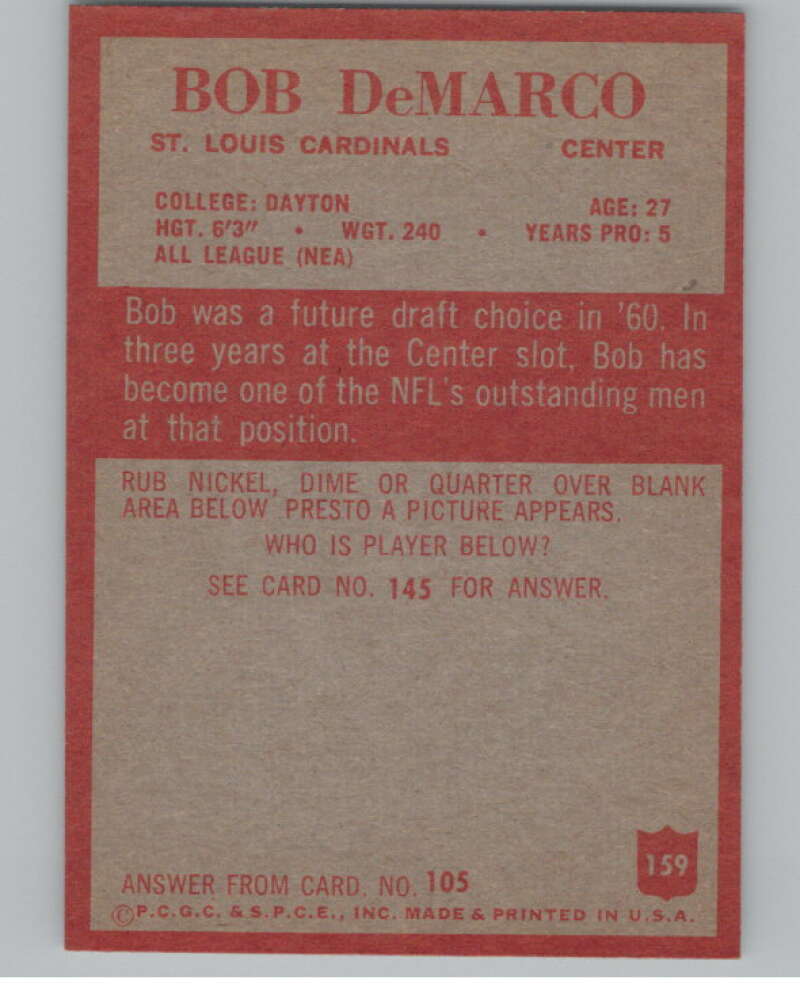 BOB DeMARCO
ST. LOUIS CARDINALS CENTER
COLLEGE: DAYTON AGE: 27
HGT. 6'3" • WGT. 240 • YEARS PRO: 5
ALL LEAGUE (NEA)
Bob was a future draft choice in '60. In
three years at the Center slot, Bob has
become one of the NFL's outstanding men
at that position.
RUB NICKEL, DIME OR QUARTER OVER BLANK
AREA BELOW PRESTO A PICTURE APPEARS.
WHO IS PLAYER BELOW?
SEE CARD NO. 145 FOR ANSWER.
159
ANSWER FROM CARD. NO. 105
©P.C.G.C. & S.P.C.E., INC. MADE & PRINTED IN U.S.A.